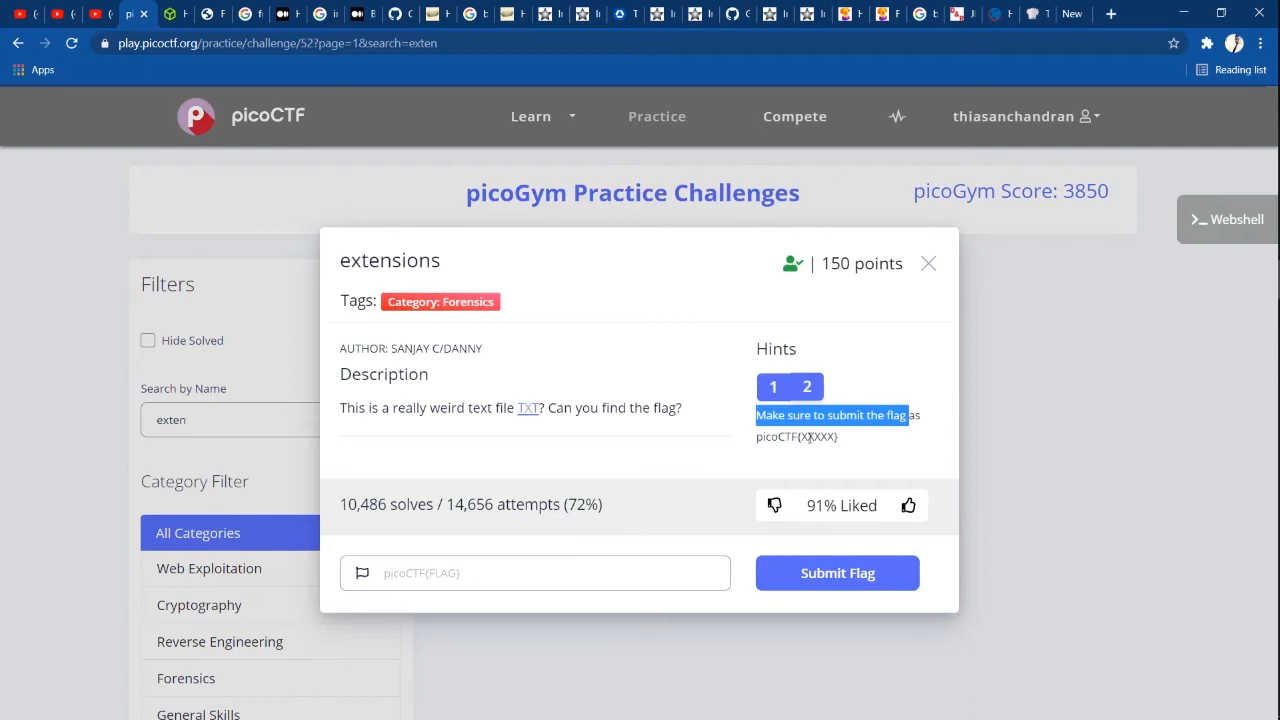 play.picoctf.org/practice/challenge/52?page=1&search=exten
Apps
Reading list
picoCTF
Learn
Practice
Compete
thiasanchandran
picoGym Practice Challenges
picoGym Score: 3850
Webshell
Filters
Hide Solved
Search by Name
exten
Category Filter
All Categories
Web Exploitation
Cryptography
Reverse Engineering
Forensics
General Skills
extensions
| 150 points
Tags: Category: Forensics
AUTHOR: SANJAY C/DANNY
Description
This is a really weird text file TXT? Can you find the flag?
Hints
1 2
Make sure to submit the flag as
picoCTF{XXXXX}
10,486 solves / 14,656 attempts (72%)
91% Liked
picoCTF{FLAG}
Submit Flag